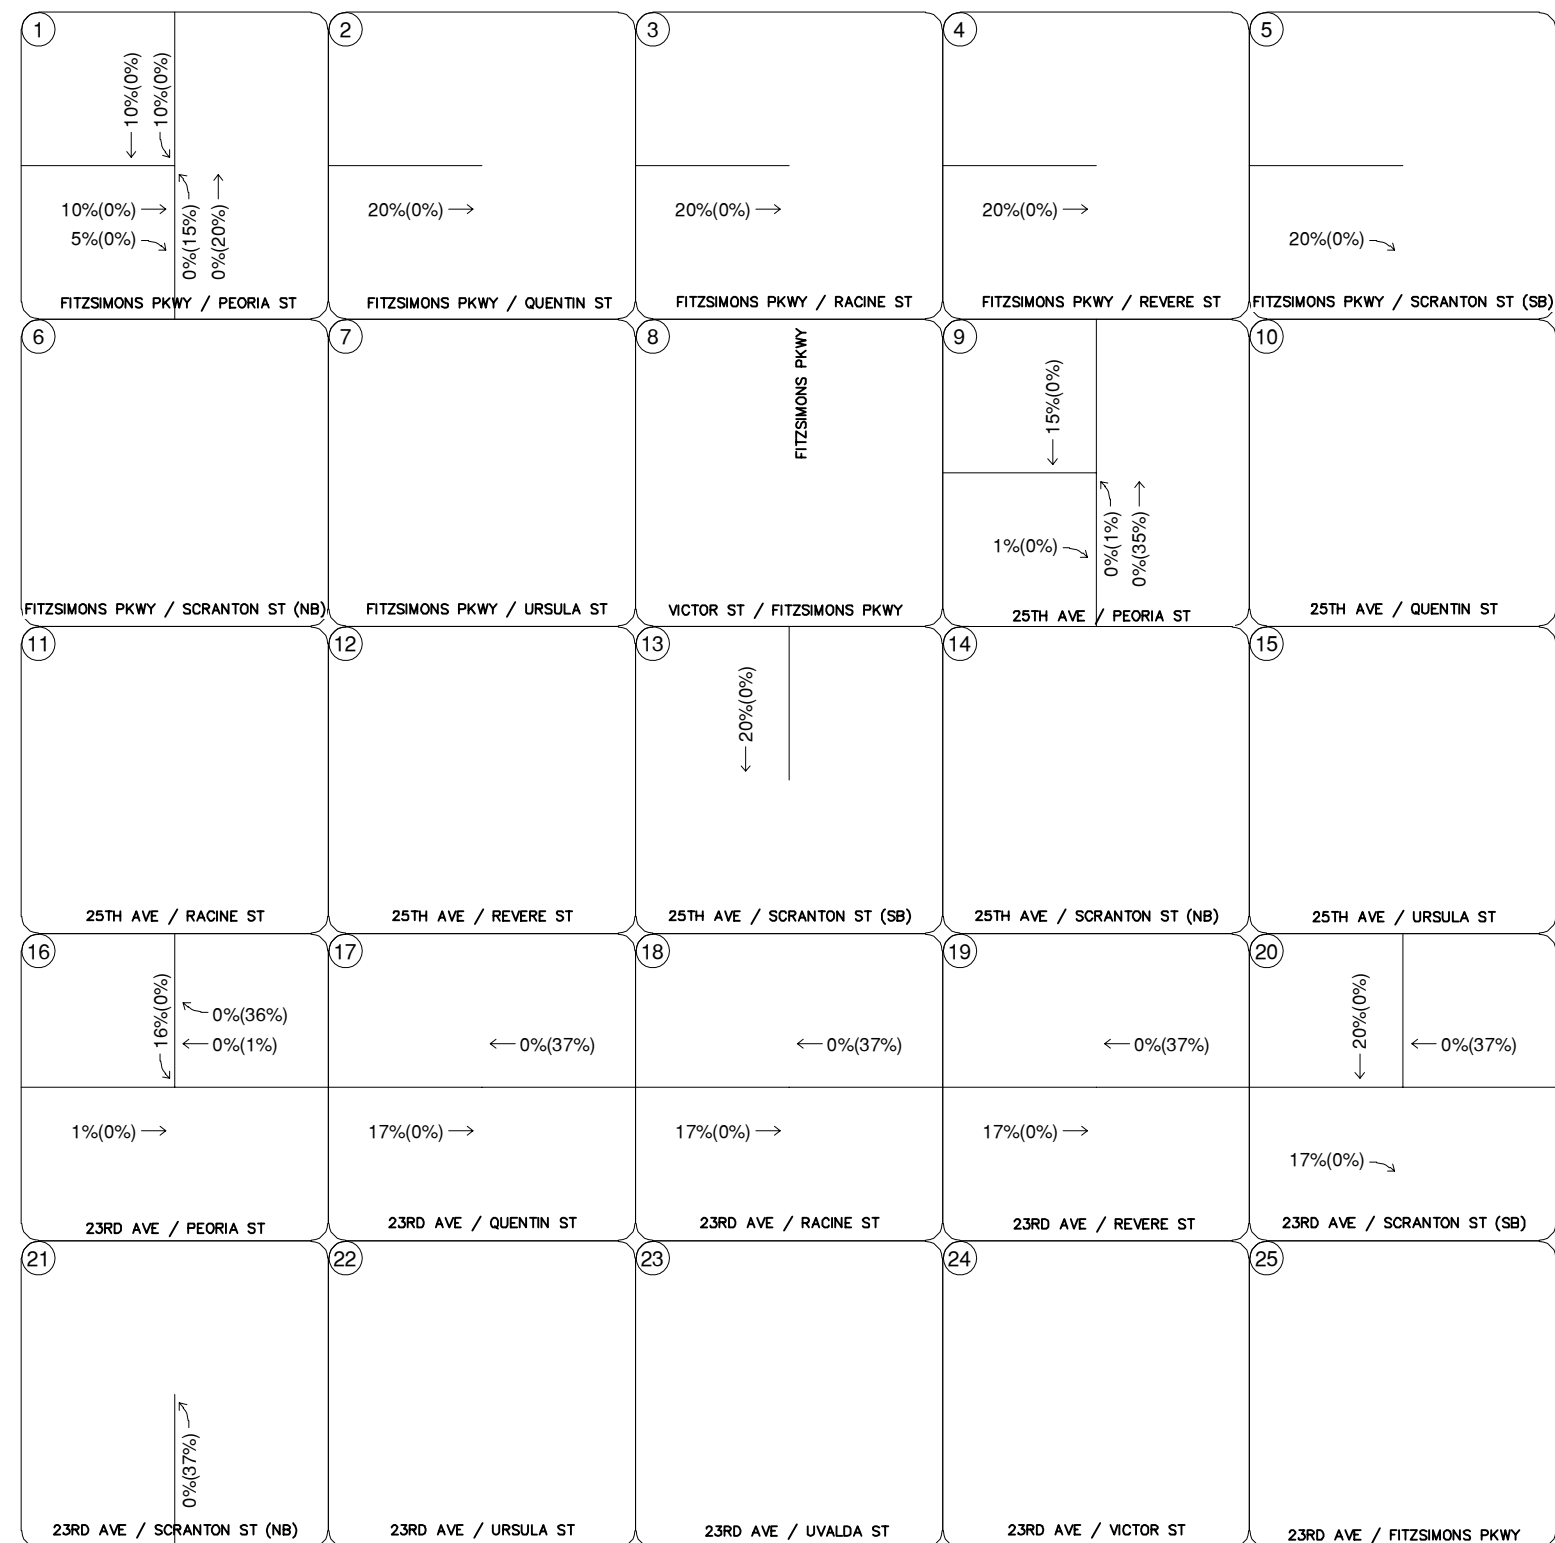 1
10%(0%)
10%(0%)
10%(0%)
5%(0%)
0%(15%)
0%(20%)
FITZSIMONS PKWY / PEORIA ST
2
20%(0%)
FITZSIMONS PKWY / QUENTIN ST
3
20%(0%)
FITZSIMONS PKWY / RACINE ST
4
20%(0%)
FITZSIMONS PKWY / REVERE ST
5
20%(0%)
FITZSIMONS PKWY / SCRANTON ST (SB)
6
FITZSIMONS PKWY / SCRANTON ST (NB)
7
FITZSIMONS PKWY / URSULA ST
8
FITZSIMONS PKWY
VICTOR ST / FITZSIMONS PKWY
9
15%(0%)
1%(0%)
0%(1%)
0%(35%)
25TH AVE / PEORIA ST
10
25TH AVE / QUENTIN ST
11
25TH AVE / RACINE ST
12
25TH AVE / REVERE ST
13
20%(0%)
25TH AVE / SCRANTON ST (SB)
14
25TH AVE / SCRANTON ST (NB)
15
25TH AVE / URSULA ST
16
16%(0%)
0%(36%)
0%(1%)
1%(0%)
23RD AVE / PEORIA ST
17
0%(37%)
17%(0%)
23RD AVE / QUENTIN ST
18
0%(37%)
17%(0%)
23RD AVE / RACINE ST
19
0%(37%)
17%(0%)
23RD AVE / REVERE ST
20
20%(0%)
0%(37%)
17%(0%)
23RD AVE / SCRANTON ST (SB)
21
0%(37%)
23RD AVE / SCRANTON ST (NB)
22
23RD AVE / URSULA ST
23
23RD AVE / UVALDA ST
24
23RD AVE / VICTOR ST
25
23RD AVE / FITZSIMONS PKWY